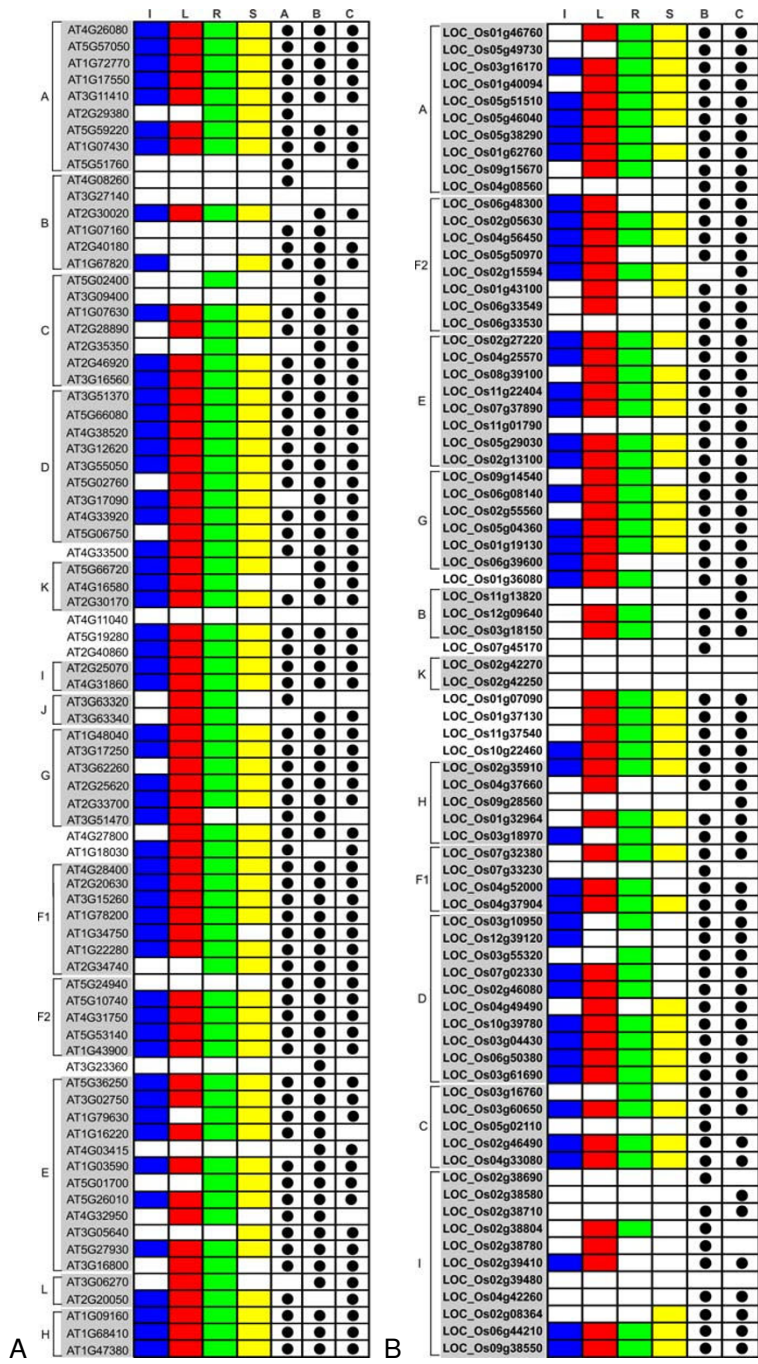 I L R S A B C
A
AT4G26080
AT5G57050
AT1G72770
AT1G17550
AT3G11410
AT2G29380
AT5G59220
AT1G07430
AT5G51760
B
AT4G08260
AT3G27140
AT2G30020
AT1G07160
AT2G40180
AT1G67820
C
AT5G02400
AT3G09400
AT1G07630
AT2G28890
AT2G35350
AT2G46920
AT3G16560
D
AT3G51370
AT5G66080
AT4G38520
AT3G12620
AT3G55050
AT5G02760
AT3G17090
AT4G33920
AT5G06750
AT4G33500
K
AT5G66720
AT4G16580
AT2G30170
AT4G11040
AT5G19280
AT2G40860
I
AT2G25070
AT4G31860
J
AT3G63320
AT3G63340
G
AT1G48040
AT3G17250
AT3G62260
AT2G25620
AT2G33700
AT3G51470
AT4G27800
AT1G18030
F1
AT4G28400
AT2G20630
AT3G15260
AT1G78200
AT1G34750
AT1G22280
AT2G34740
F2
AT5G24940
AT5G10740
AT4G31750
AT5G53140
AT1G43900
AT3G23360
E
AT5G36250
AT3G02750
AT1G79630
AT1G16220
AT4G03415
AT1G03590
AT5G01700
AT5G26010
AT4G32950
AT3G05640
AT5G27930
AT3G16800
L
AT3G06270
AT2G20050
H
AT1G09160
AT1G68410
AT1G47380
A
I L R S B C
A
LOC_Os01g46760
LOC_Os05g49730
LOC_Os03g16170
LOC_Os01g40094
LOC_Os05g51510
LOC_Os05g46040
LOC_Os05g38290
LOC_Os01g62760
LOC_Os09g15670
LOC_Os04g08560
F2
LOC_Os06g48300
LOC_Os02g05630
LOC_Os04g56450
LOC_Os05g50970
LOC_Os02g15594
LOC_Os01g43100
LOC_Os06g33549
LOC_Os06g33530
E
LOC_Os02g27220
LOC_Os04g25570
LOC_Os08g39100
LOC_Os11g22404
LOC_Os07g37890
LOC_Os11g01790
LOC_Os05g29030
LOC_Os02g13100
G
LOC_Os09g14540
LOC_Os06g08140
LOC_Os02g55560
LOC_Os05g04360
LOC_Os01g19130
LOC_Os06g39600
LOC_Os01g36080
B
LOC_Os11g13820
LOC_Os12g09640
LOC_Os03g18150
LOC_Os07g45170
K
LOC_Os02g42270
LOC_Os02g42250
LOC_Os01g07090
LOC_Os01g37130
LOC_Os11g37540
LOC_Os10g22460
H
LOC_Os02g35910
LOC_Os04g37660
LOC_Os09g28560
LOC_Os01g32964
LOC_Os03g18970
F1
LOC_Os07g32380
LOC_Os07g33230
LOC_Os04g52000
LOC_Os04g37904
D
LOC_Os03g10950
LOC_Os12g39120
LOC_Os03g55320
LOC_Os07g02330
LOC_Os02g46080
LOC_Os04g49490
LOC_Os10g39780
LOC_Os03g04430
LOC_Os06g50380
LOC_Os03g61690
C
LOC_Os03g16760
LOC_Os03g60650
LOC_Os05g02110
LOC_Os02g46490
LOC_Os04g33080
I
LOC_Os02g38690
LOC_Os02g38580
LOC_Os02g38710
LOC_Os02g38804
LOC_Os02g38780
LOC_Os02g39410
LOC_Os02g39480
LOC_Os04g42260
LOC_Os02g08364
LOC_Os06g44210
LOC_Os09g38550
B